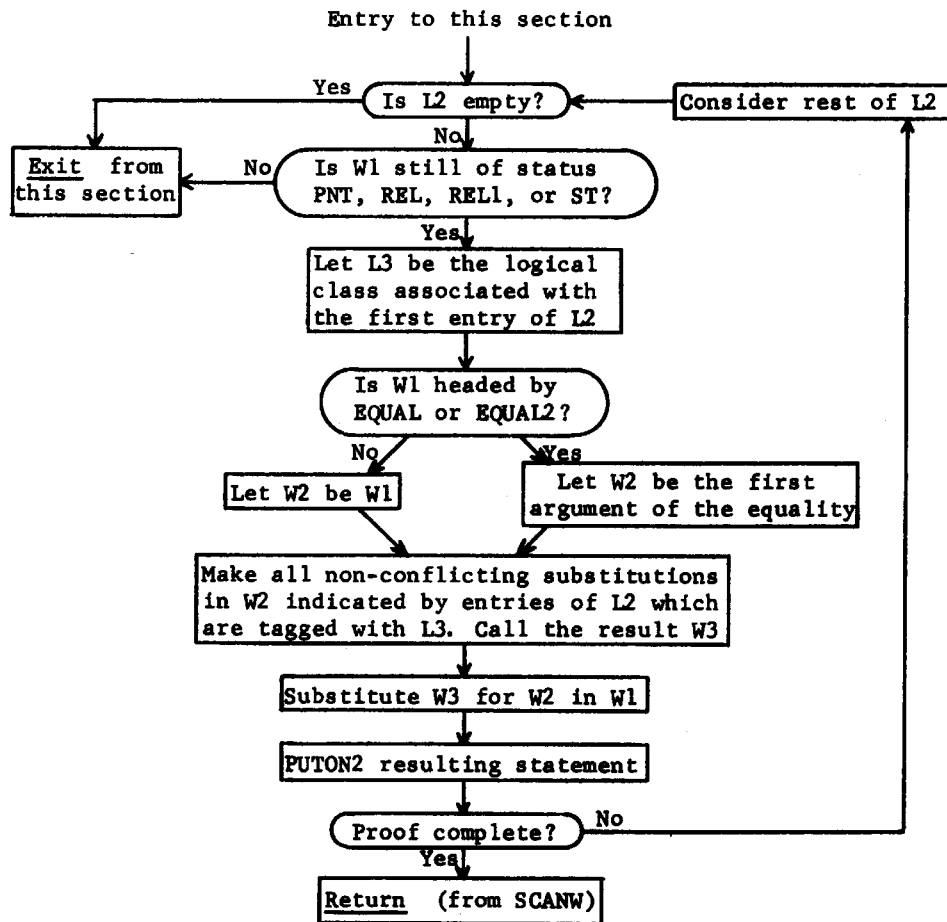 Entry to this section
Yes
Is L2 empty?
Consider rest of L2
No
Exit from
this section
No
Is W1 still of status
PNT, REL, REL1, or ST?
Yes
Let L3 be the logical
class associated with
the first entry of L2
Is W1 headed by
EQUAL or EQUAL2?
No
Yes
Let W2 be W1
Let W2 be the first
argument of the equality
Make all non-conflicting substitutions
in W2 indicated by entries of L2 which
are tagged with L3. Call the result W3
Substitute W3 for W2 in W1
PUTON2 resulting statement
Proof complete?
No
Yes
Return (from SCANW)